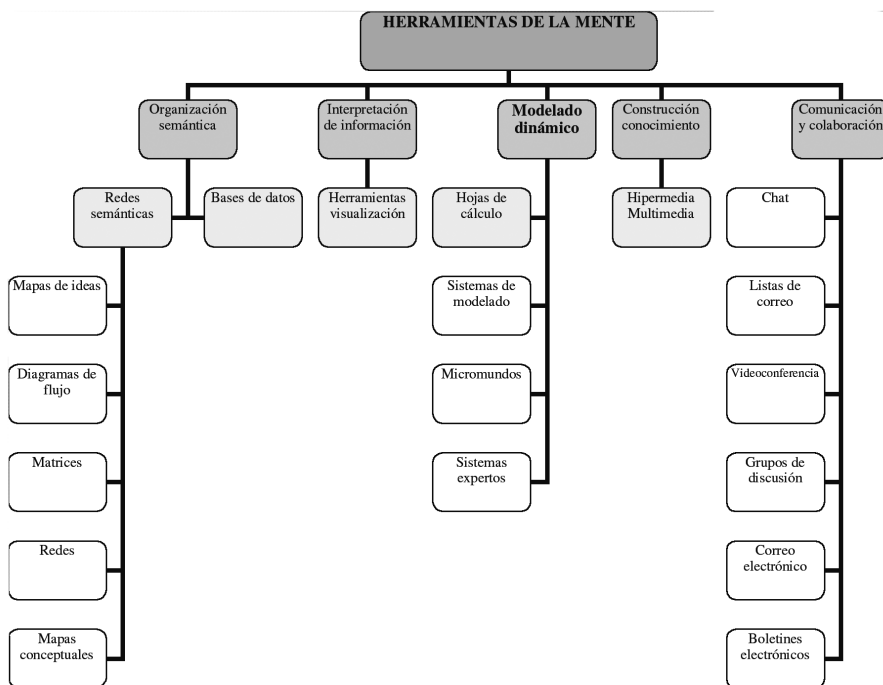 HERRAMIENTAS DE LA MENTE
Organización
semántica
Interpretación
de información
Modelado
dinámico
Construcción
conocimiento
Comunicación
y colaboración
Redes
semánticas
Bases de datos
Herramientas
visualización
Hojas de
cálculo
Hipermedia
Multimedia
Chat
Mapas de ideas
Sistemas de
modelado
Listas de
correo
Diagramas de
flujo
Micromundos
Videoconferencia
Matrices
Sistemas
expertos
Grupos de
discusión
Redes
Correo
electrónico
Mapas
conceptuales
Boletines
electrónicos